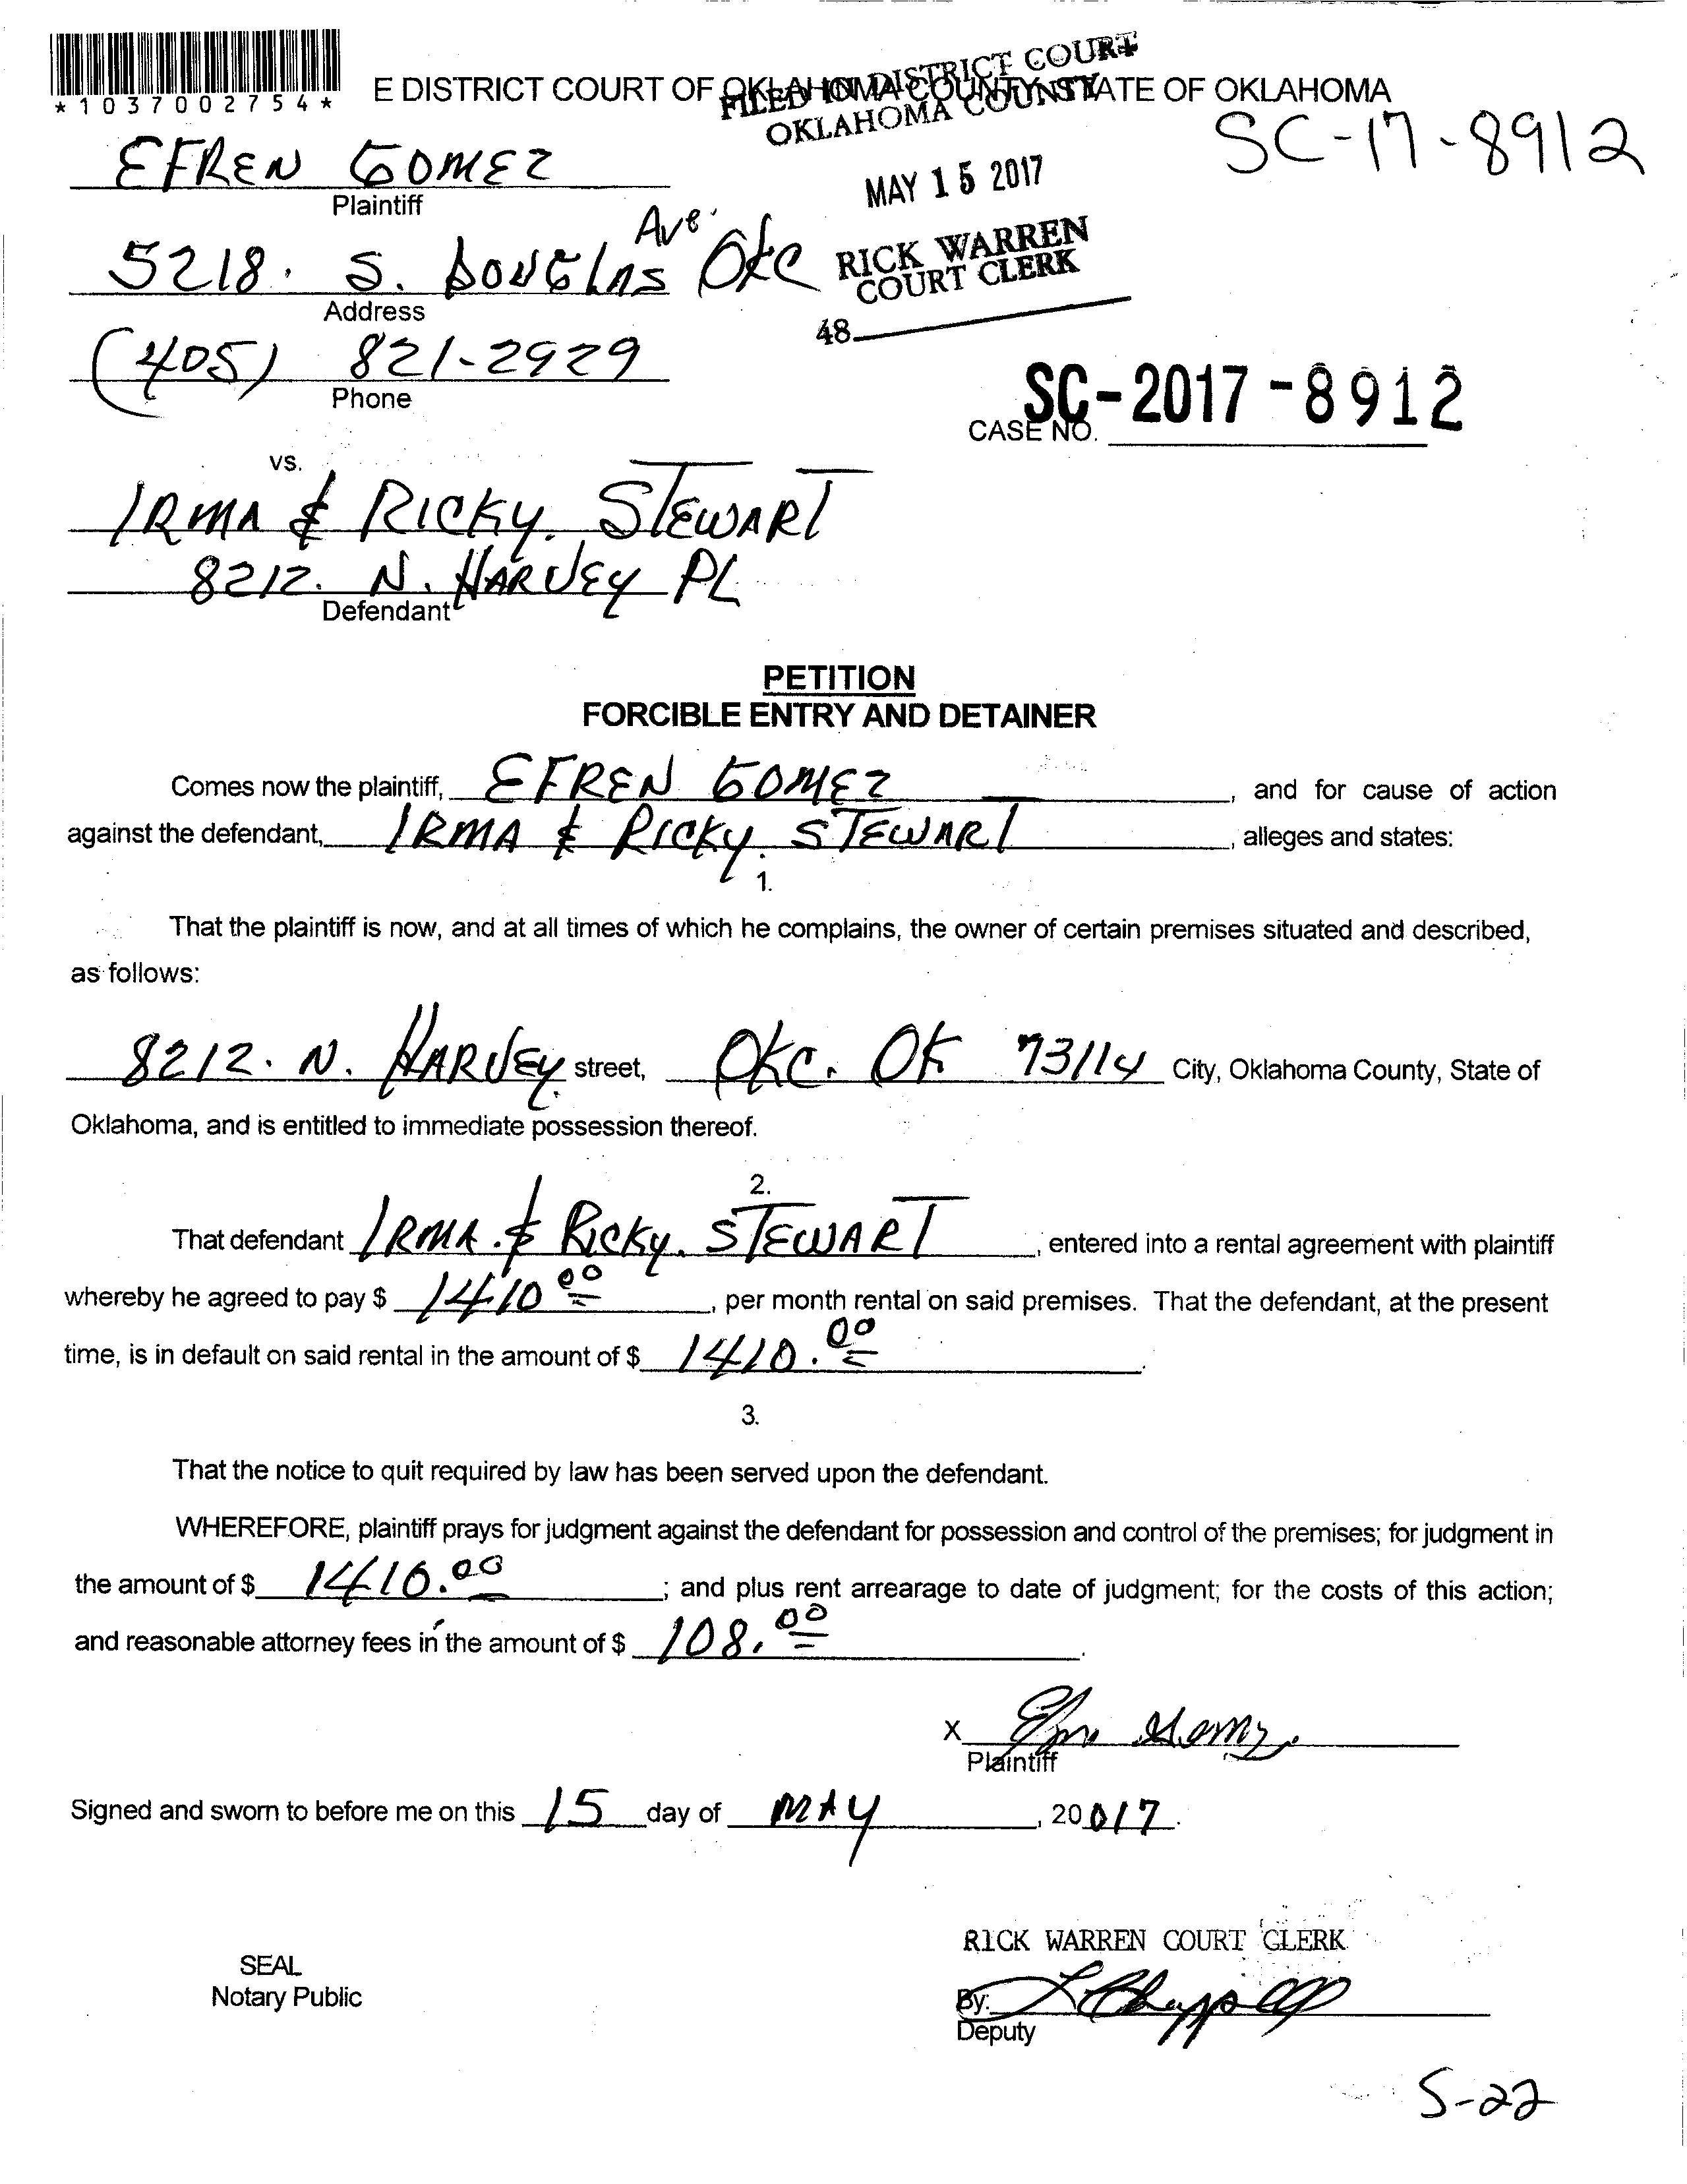 *1037002754*
E DISTRICT COURT OF OKLAHOMA COUNTY STATE OF OKLAHOMA
FILED IN DISTRICT COURT
OKLAHOMA COUNTY
SC-17-8912
MAY 15 2017
RICK WARREN
COURT CLERK
48
EFREN GOMEZ
Plaintiff
5218. S. DOUGLAS Ave. OKC
Address
(405) 821-2929
Phone
SC-2017-8912
CASE NO.
vs.
IRMA & RICKY. STEWART
8212. N. HARVEY PL
Defendant
PETITION
FORCIBLE ENTRY AND DETAINER
Comes now the plaintiff, EFREN GOMEZ, and for cause of action
against the defendant, IRMA & RICKY. STEWART, alleges and states:
1.
That the plaintiff is now, and at all times of which he complains, the owner of certain premises situated and described,
as follows:
8212. N. HARVEY. street, OKC. OK 73114 City, Oklahoma County, State of
Oklahoma, and is entitled to immediate possession thereof.
2.
That defendant IRMA. & RICKY. STEWART, entered into a rental agreement with plaintiff
whereby he agreed to pay $ 1410 00, per month rental on said premises. That the defendant, at the present
time, is in default on said rental in the amount of $ 1410.00.
3.
That the notice to quit required by law has been served upon the defendant.
WHEREFORE, plaintiff prays for judgment against the defendant for possession and control of the premises; for judgment in
the amount of $ 1410.00; and plus rent arrearage to date of judgment; for the costs of this action;
and reasonable attorney fees in the amount of $ 108.00.
X
Plaintiff
Signed and sworn to before me on this 15 day of MAY, 20 017.
RICK WARREN COURT CLERK
SEAL
Notary Public
By:
Deputy
5-22